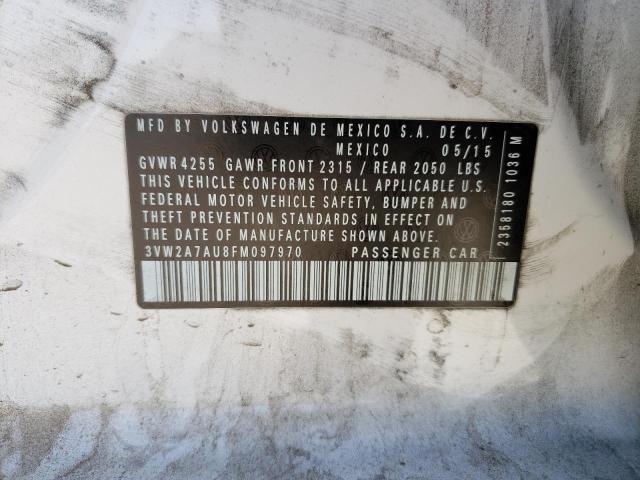 MFD BY VOLKSWAGEN DE MEXICO S.A. DE C.V.
MEXICO 05/15
GVWR 4255 GAWR FRONT 2315 / REAR 2050 LBS
THIS VEHICLE CONFORMS TO ALL APPLICABLE U.S.
FEDERAL MOTOR VEHICLE SAFETY, BUMPER AND
THEFT PREVENTION STANDARDS IN EFFECT ON
THE DATE OF MANUFACTURE SHOWN ABOVE.
3VW2A7AU8FM097970 PASSENGER CAR
2358180 1036 M